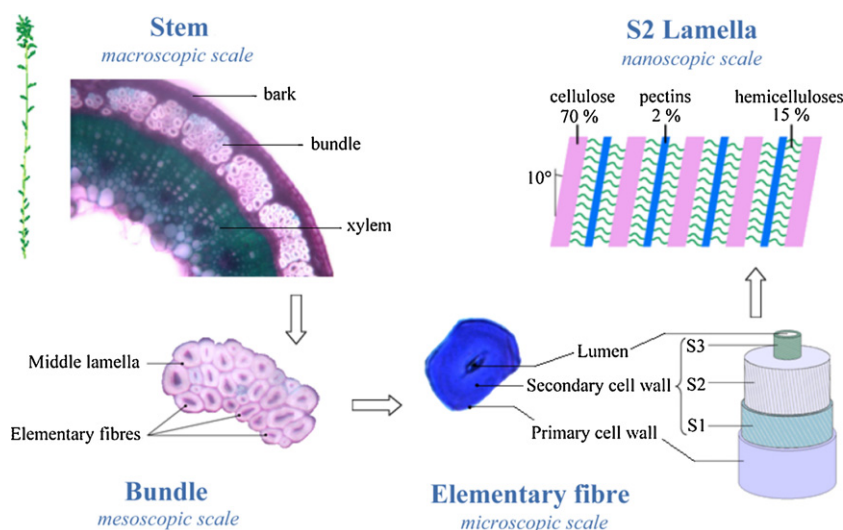 Stem
macroscopic scale
bark
bundle
xylem
S2 Lamella
nanoscopic scale
cellulose
70 %
pectins
2 %
hemicelluloses
15 %
10°
Middle lamella
Elementary fibres
Bundle
mesoscopic scale
Lumen
Secondary cell wall
Primary cell wall
S3
S2
S1
Elementary fibre
microscopic scale